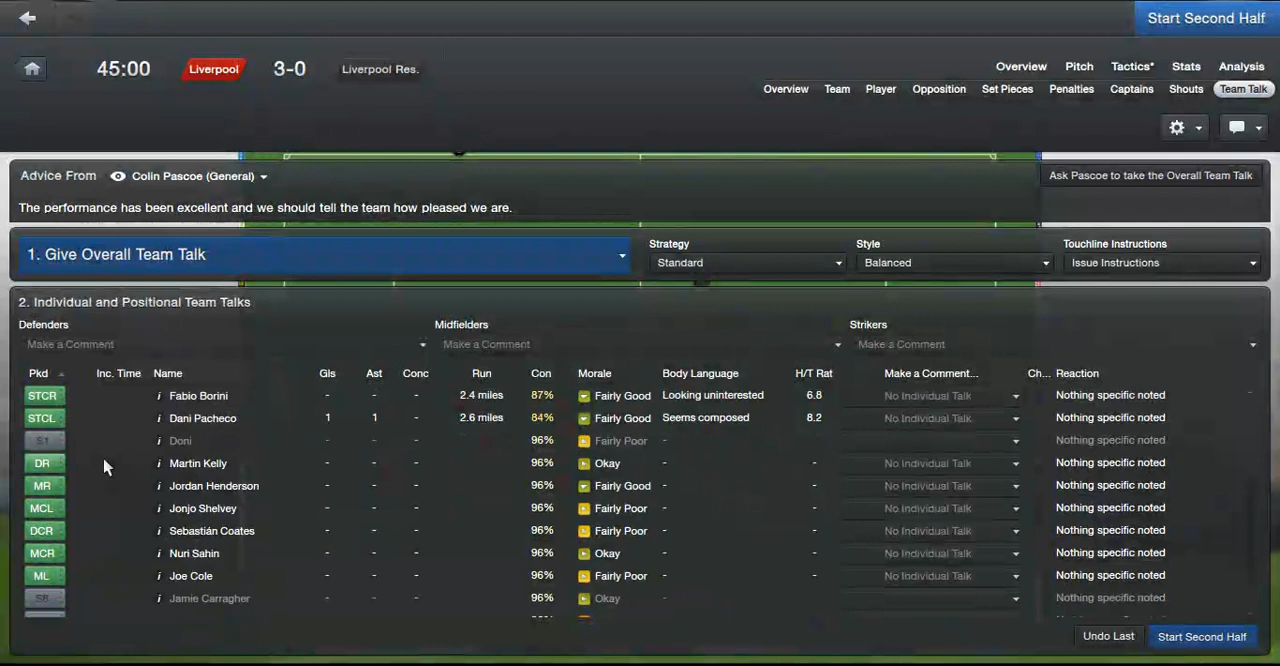 Start Second Half
45:00 Liverpool 3-0 Liverpool Res.
Overview Pitch Tactics* Stats Analysis
Overview Team Player Opposition Set Pieces Penalties Captains Shouts Team Talk
Advice From Colin Pascoe (General) Ask Pascoe to take the Overall Team Talk
The performance has been excellent and we should tell the team how pleased we are.
1. Give Overall Team Talk
Strategy Style Touchline Instructions
Standard Balanced Issue Instructions
2. Individual and Positional Team Talks
Defenders Midfielders Strikers
Make a Comment Make a Comment Make a Comment
Pkd Inc. Time Name Gls Ast Conc Run Con Morale Body Language H/T Rat Make a Comment... Ch... Reaction
STCR i Fabio Borini - - - 2.4 miles 87% Fairly Good Looking uninterested 6.8 No Individual Talk Nothing specific noted
STCL i Dani Pacheco 1 1 - 2.6 miles 84% Fairly Good Seems composed 8.2 No Individual Talk Nothing specific noted
S1 i Doni - - - 96% Fairly Poor - - Nothing specific noted
DR i Martin Kelly - - - 96% Okay - - No Individual Talk Nothing specific noted
MR i Jordan Henderson - - - 96% Fairly Good - - No Individual Talk Nothing specific noted
MCL i Jonjo Shelvey - - - 96% Fairly Poor - - No Individual Talk Nothing specific noted
DCR i Sebastián Coates - - - 96% Fairly Poor - - No Individual Talk Nothing specific noted
MCR i Nuri Sahin - - - 96% Okay - - No Individual Talk Nothing specific noted
ML i Joe Cole - - - 96% Fairly Poor - - No Individual Talk Nothing specific noted
i Jamie Carragher - - - 96% Okay - - Nothing specific noted
Undo Last Start Second Half